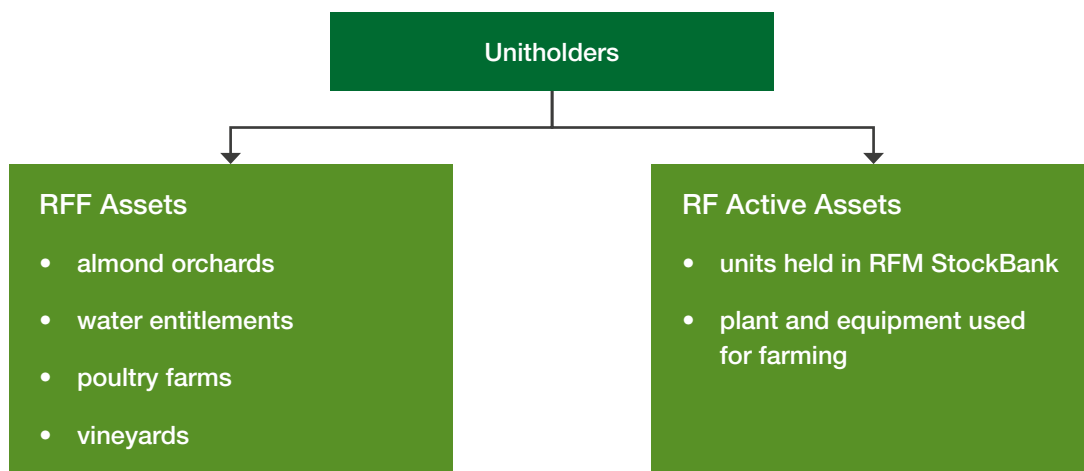 Unitholders
RFF Assets
• almond orchards
• water entitlements
• poultry farms
• vineyards
RF Active Assets
• units held in RFM StockBank
• plant and equipment used
for farming